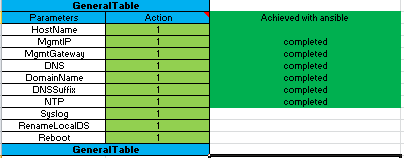 GeneralTable
Parameters Action Achieved with ansible
HostName 1
MgmtIP 1 completed
MgmtGateway 1 completed
DNS 1 completed
DomainName 1 completed
DNSSuffix 1 completed
NTP 1 completed
Syslog 1
RenameLocalDS 1
Reboot 1
GeneralTable